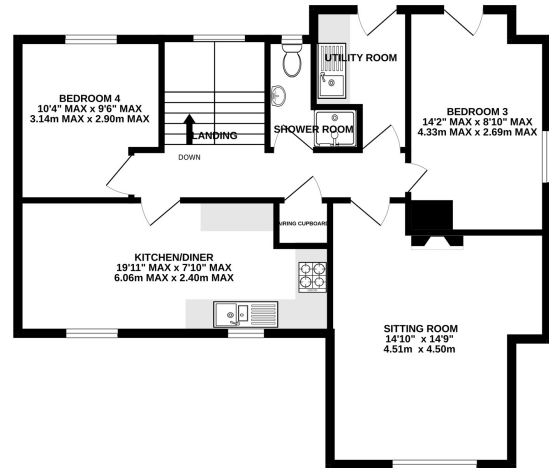 BEDROOM 4
10'4" MAX x 9'6" MAX
3.14m MAX x 2.90m MAX
LANDING
DOWN
SHOWER ROOM
UTILITY ROOM
BEDROOM 3
14'2" MAX x 8'10" MAX
4.33m MAX x 2.69m MAX
AIRING CUPBOARD
KITCHEN/DINER
19'11" MAX x 7'10" MAX
6.06m MAX x 2.40m MAX
SITTING ROOM
14'10" x 14'9"
4.51m x 4.50m